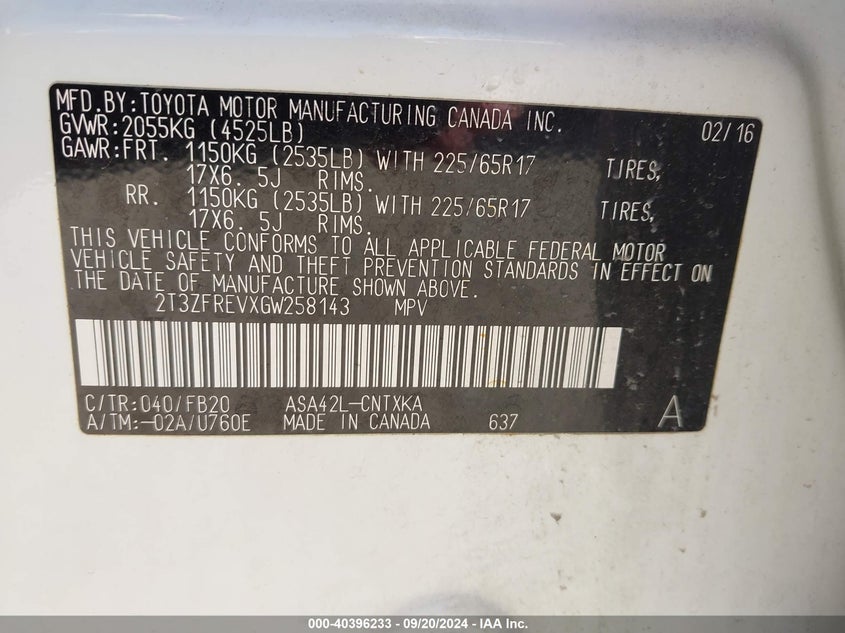 MFD.BY:TOYOTA MOTOR MANUFACTURING CANADA INC. 02/16
GVWR:2055KG (4525LB)
GAWR:FRT. 1150KG (2535LB) WITH 225/65R17 TIRES,
17X6. 5J RIMS.
RR. 1150KG (2535LB) WITH 225/65R17 TIRES,
17X6. 5J RIMS.
THIS VEHICLE CONFORMS TO ALL APPLICABLE FEDERAL MOTOR
VEHICLE SAFETY AND THEFT PREVENTION STANDARDS IN EFFECT ON
THE DATE OF MANUFACTURE SHOWN ABOVE.
2T3ZFREVXGW258143 MPV
C/TR:040/FB20 ASA42L-CNTXKA
A/TM:-02A/U760E MADE IN CANADA 637 A
000-40396233 - 09/20/2024 - IAA Inc.